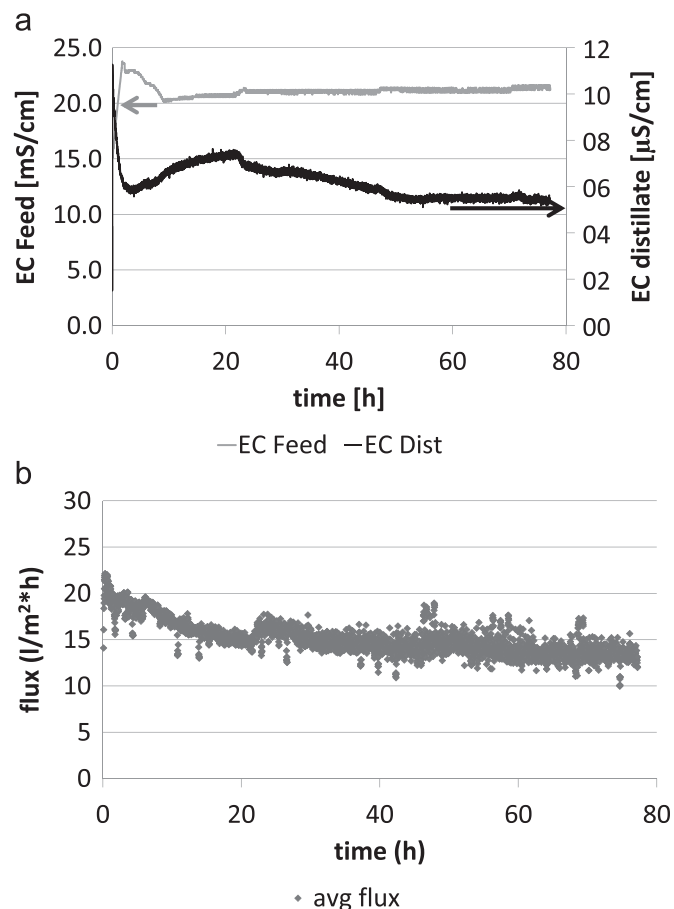 a
25.0
20.0
15.0
10.0
5.0
0.0
EC Feed [mS/cm]
12
10
08
06
04
02
00
EC distillate [µS/cm]
0 20 40 60 80
time [h]
EC Feed EC Dist
b
30
25
20
15
10
5
0
flux (l/m²*h)
0 20 40 60 80
time (h)
avg flux